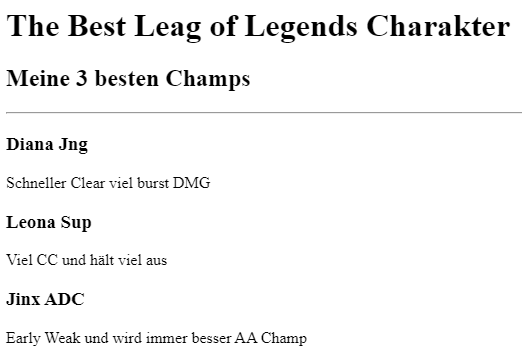 The Best Leag of Legends Charakter
Meine 3 besten Champs
Diana Jng
Schneller Clear viel burst DMG
Leona Sup
Viel CC und hält viel aus
Jinx ADC
Early Weak und wird immer besser AA Champ